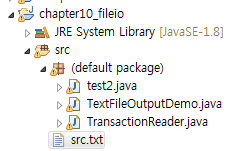 chapter10_fileio
JRE System Library [JavaSE-1.8]
src
(default package)
test2.java
TextFileOutputDemo.java
TransactionReader.java
src.txt